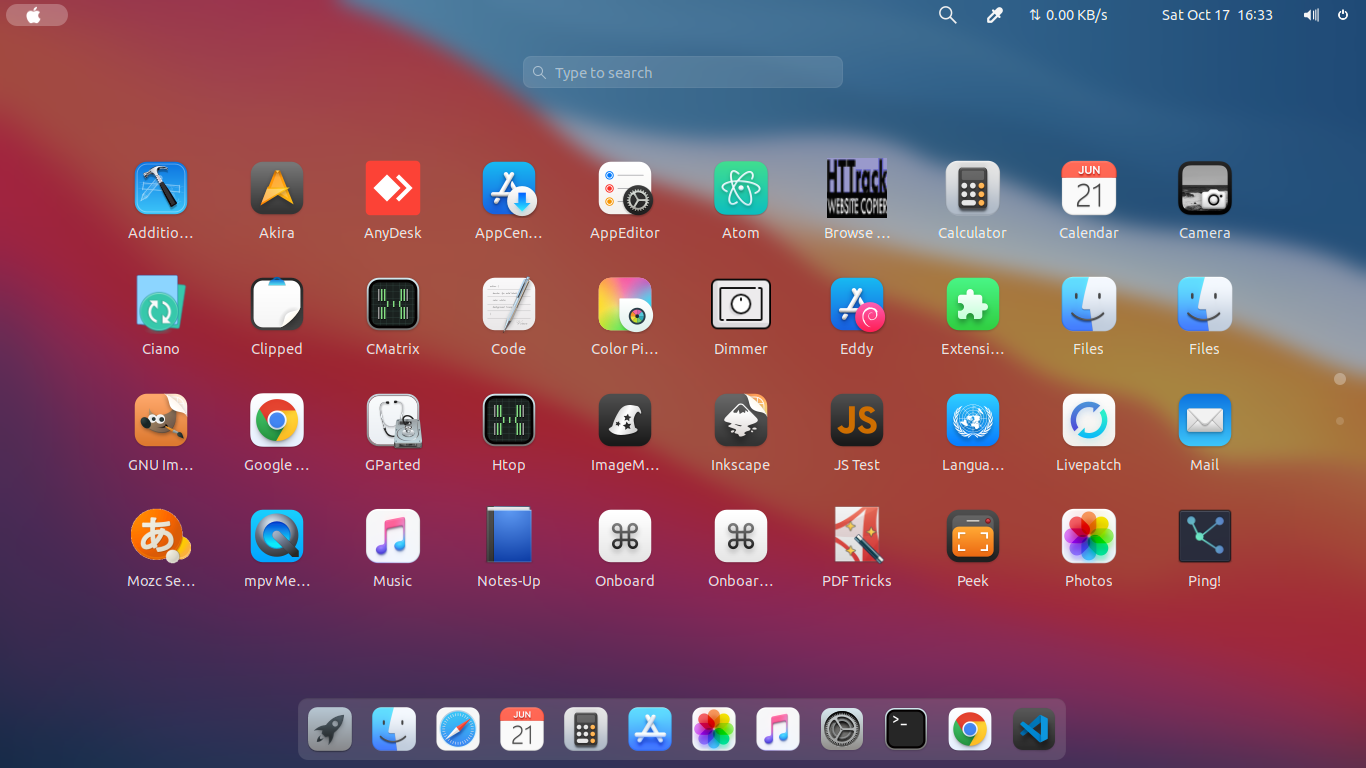 0.00 KB/s
Sat Oct 17 16:33
Type to search
HTTrack
WEBSITE COPIER
JUN
21
Additio…
Akira
AnyDesk
AppCen…
AppEditor
Atom
Browse …
Calculator
Calendar
Camera
Ciano
Clipped
CMatrix
Code
Color Pi…
Dimmer
Eddy
Extensi…
Files
Files
JS
GNU Im…
Google …
GParted
Htop
ImageM…
Inkscape
JS Test
Langua…
Livepatch
Mail
あ
Mozc Se…
mpv Me…
Music
Notes-Up
Onboard
Onboar…
PDF Tricks
Peek
Photos
Ping!
JUN
21
>_